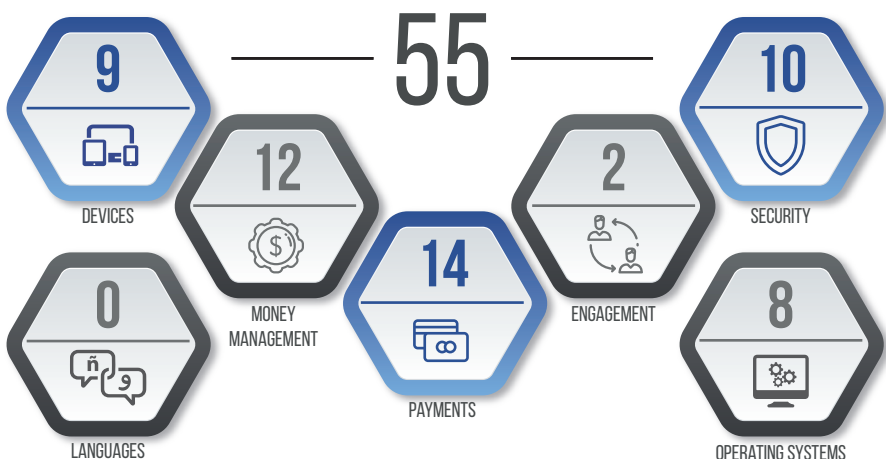 55
9
DEVICES
12
MONEY
MANAGEMENT
14
PAYMENTS
2
ENGAGEMENT
10
SECURITY
0
ñ
و
LANGUAGES
$
8
OPERATING SYSTEMS